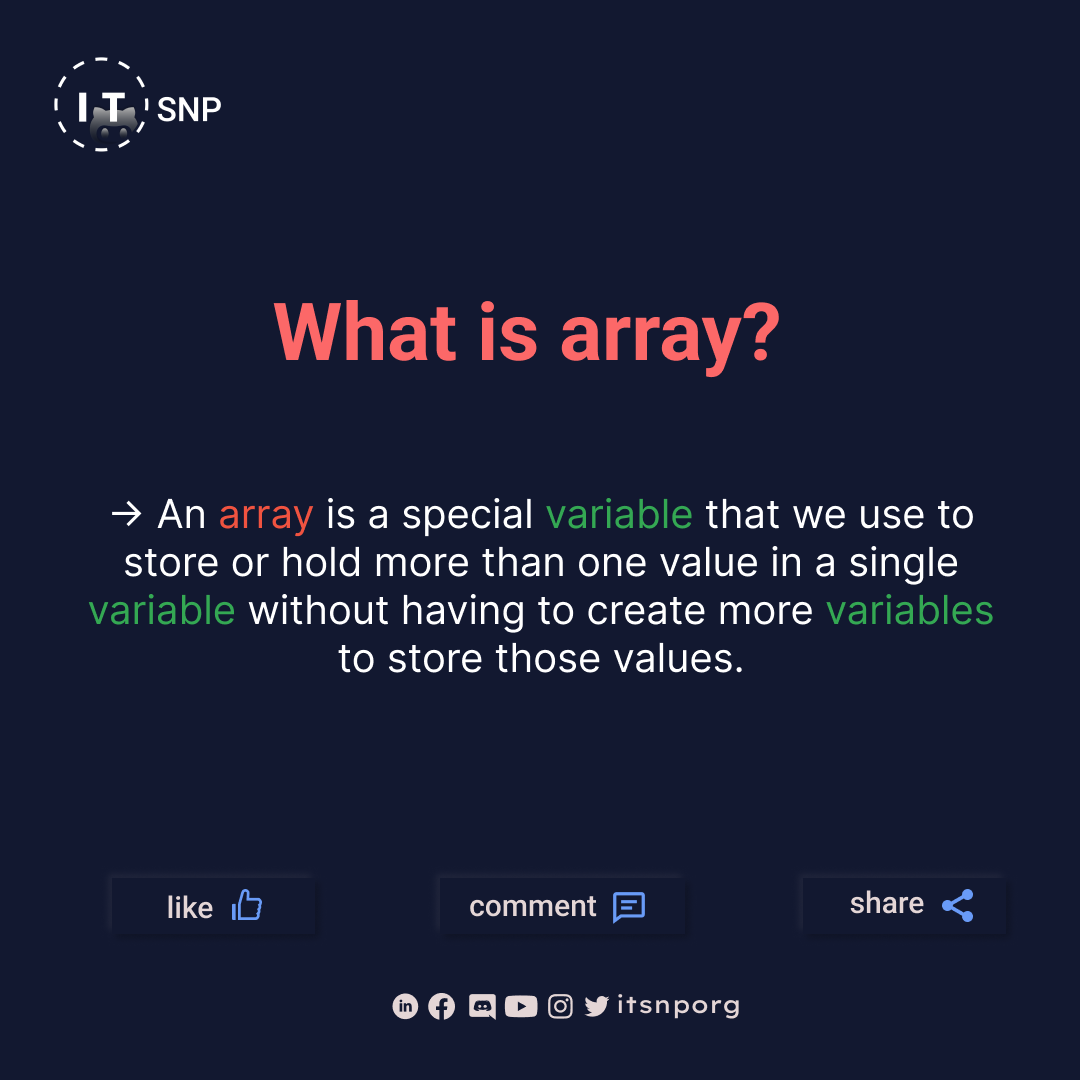 IT SNP
What is array?
→ An array is a special variable that we use to
store or hold more than one value in a single
variable without having to create more variables
to store those values.
like
comment
share
in
itsnporg